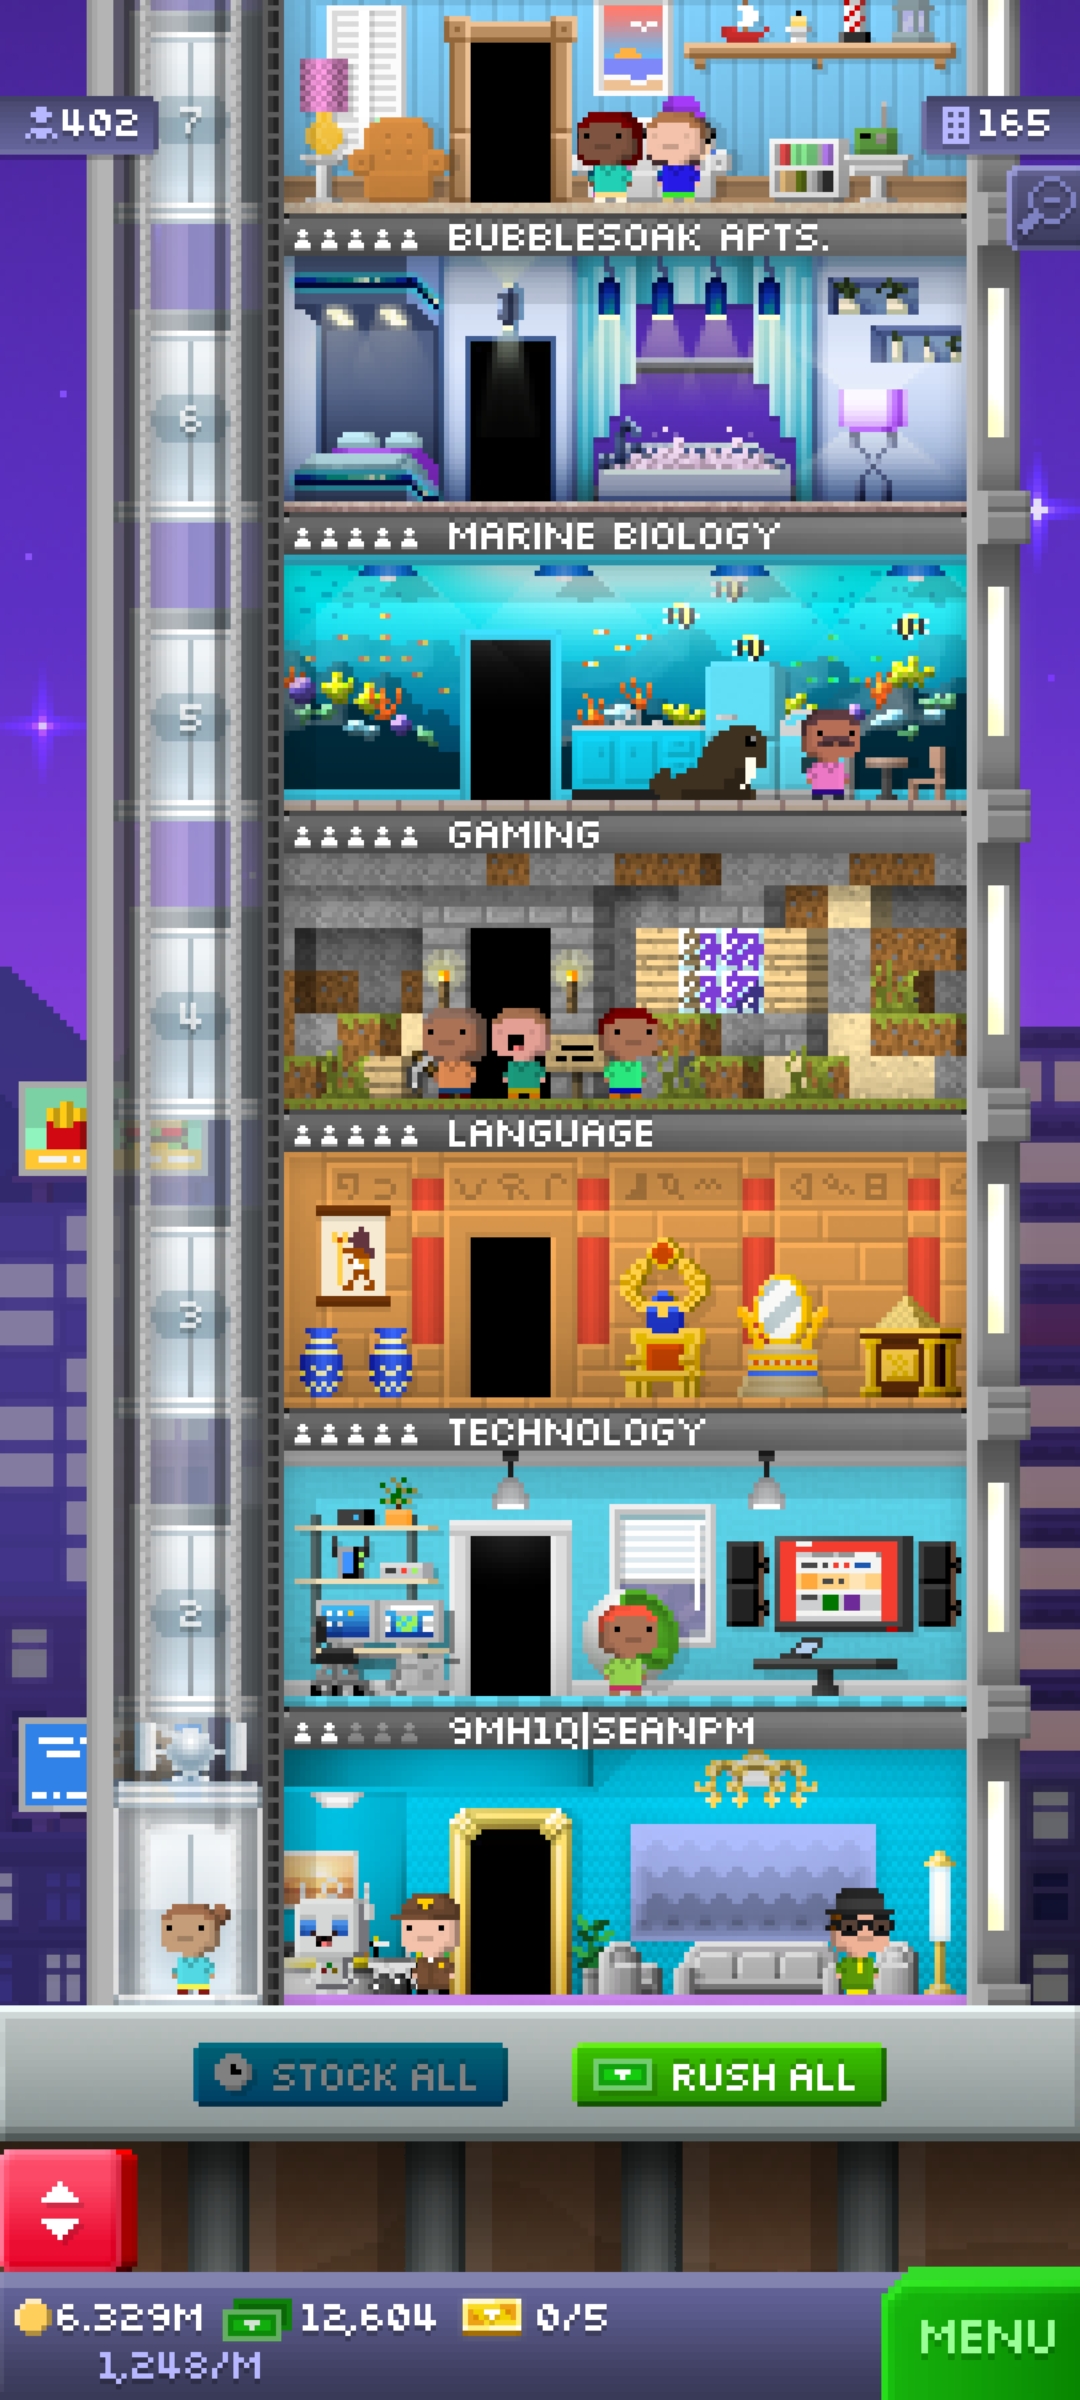 402
7
165
BUBBLESOAK APTS.
6
MARINE BIOLOGY
5
GAMING
4
LANGUAGE
3
TECHNOLOGY
2
9MH1Q|SEANPM
STOCK ALL
RUSH ALL
6.329M
12,604
0/5
1,248/M
MENU